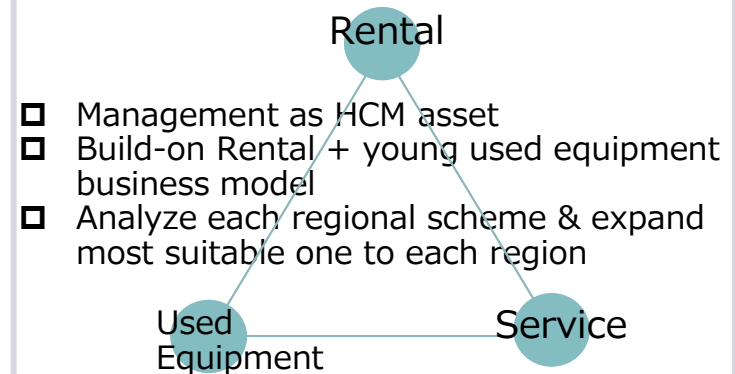 Rental
Management as HCM asset
Build-on Rental + young used equipment
business model
Analyze each regional scheme & expand
most suitable one to each region
Used
Equipment
Service